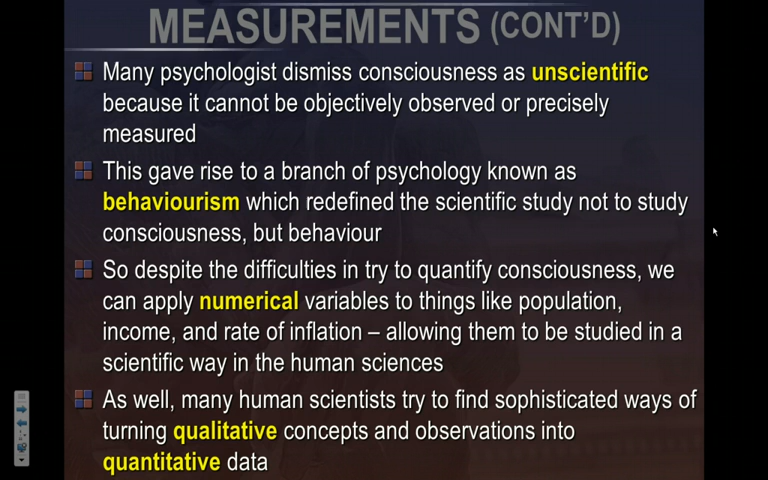 MEASUREMENTS (CONT'D)
Many psychologist dismiss consciousness as unscientific
because it cannot be objectively observed or precisely
measured
This gave rise to a branch of psychology known as
behaviourism which redefined the scientific study not to study
consciousness, but behaviour
So despite the difficulties in try to quantify consciousness, we
can apply numerical variables to things like population,
income, and rate of inflation – allowing them to be studied in a
scientific way in the human sciences
As well, many human scientists try to find sophisticated ways of
turning qualitative concepts and observations into
quantitative data